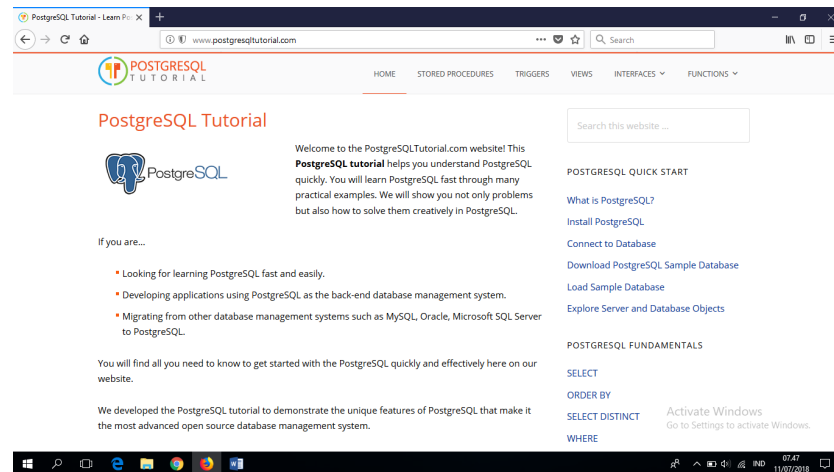 PostgreSQL Tutorial - Learn Po
www.postgresqltutorial.com
Search
POSTGRESQL
TUTORIAL
HOME STORED PROCEDURES TRIGGERS VIEWS INTERFACES FUNCTIONS
PostgreSQL Tutorial
PostgreSQL
Welcome to the PostgreSQLTutorial.com website! This
PostgreSQL tutorial helps you understand PostgreSQL
quickly. You will learn PostgreSQL fast through many
practical examples. We will show you not only problems
but also how to solve them creatively in PostgreSQL.
If you are...
Looking for learning PostgreSQL fast and easily.
Developing applications using PostgreSQL as the back-end database management system.
Migrating from other database management systems such as MySQL, Oracle, Microsoft SQL Server
to PostgreSQL.
You will find all you need to know to get started with the PostgreSQL quickly and effectively here on our
website.
We developed the PostgreSQL tutorial to demonstrate the unique features of PostgreSQL that make it
the most advanced open source database management system.
Search this website ...
POSTGRESQL QUICK START
What is PostgreSQL?
Install PostgreSQL
Connect to Database
Download PostgreSQL Sample Database
Load Sample Database
Explore Server and Database Objects
POSTGRESQL FUNDAMENTALS
SELECT
ORDER BY
SELECT DISTINCT
WHERE
Activate Windows
Go to Settings to activate Windows.
IND
07.47
11/07/2018